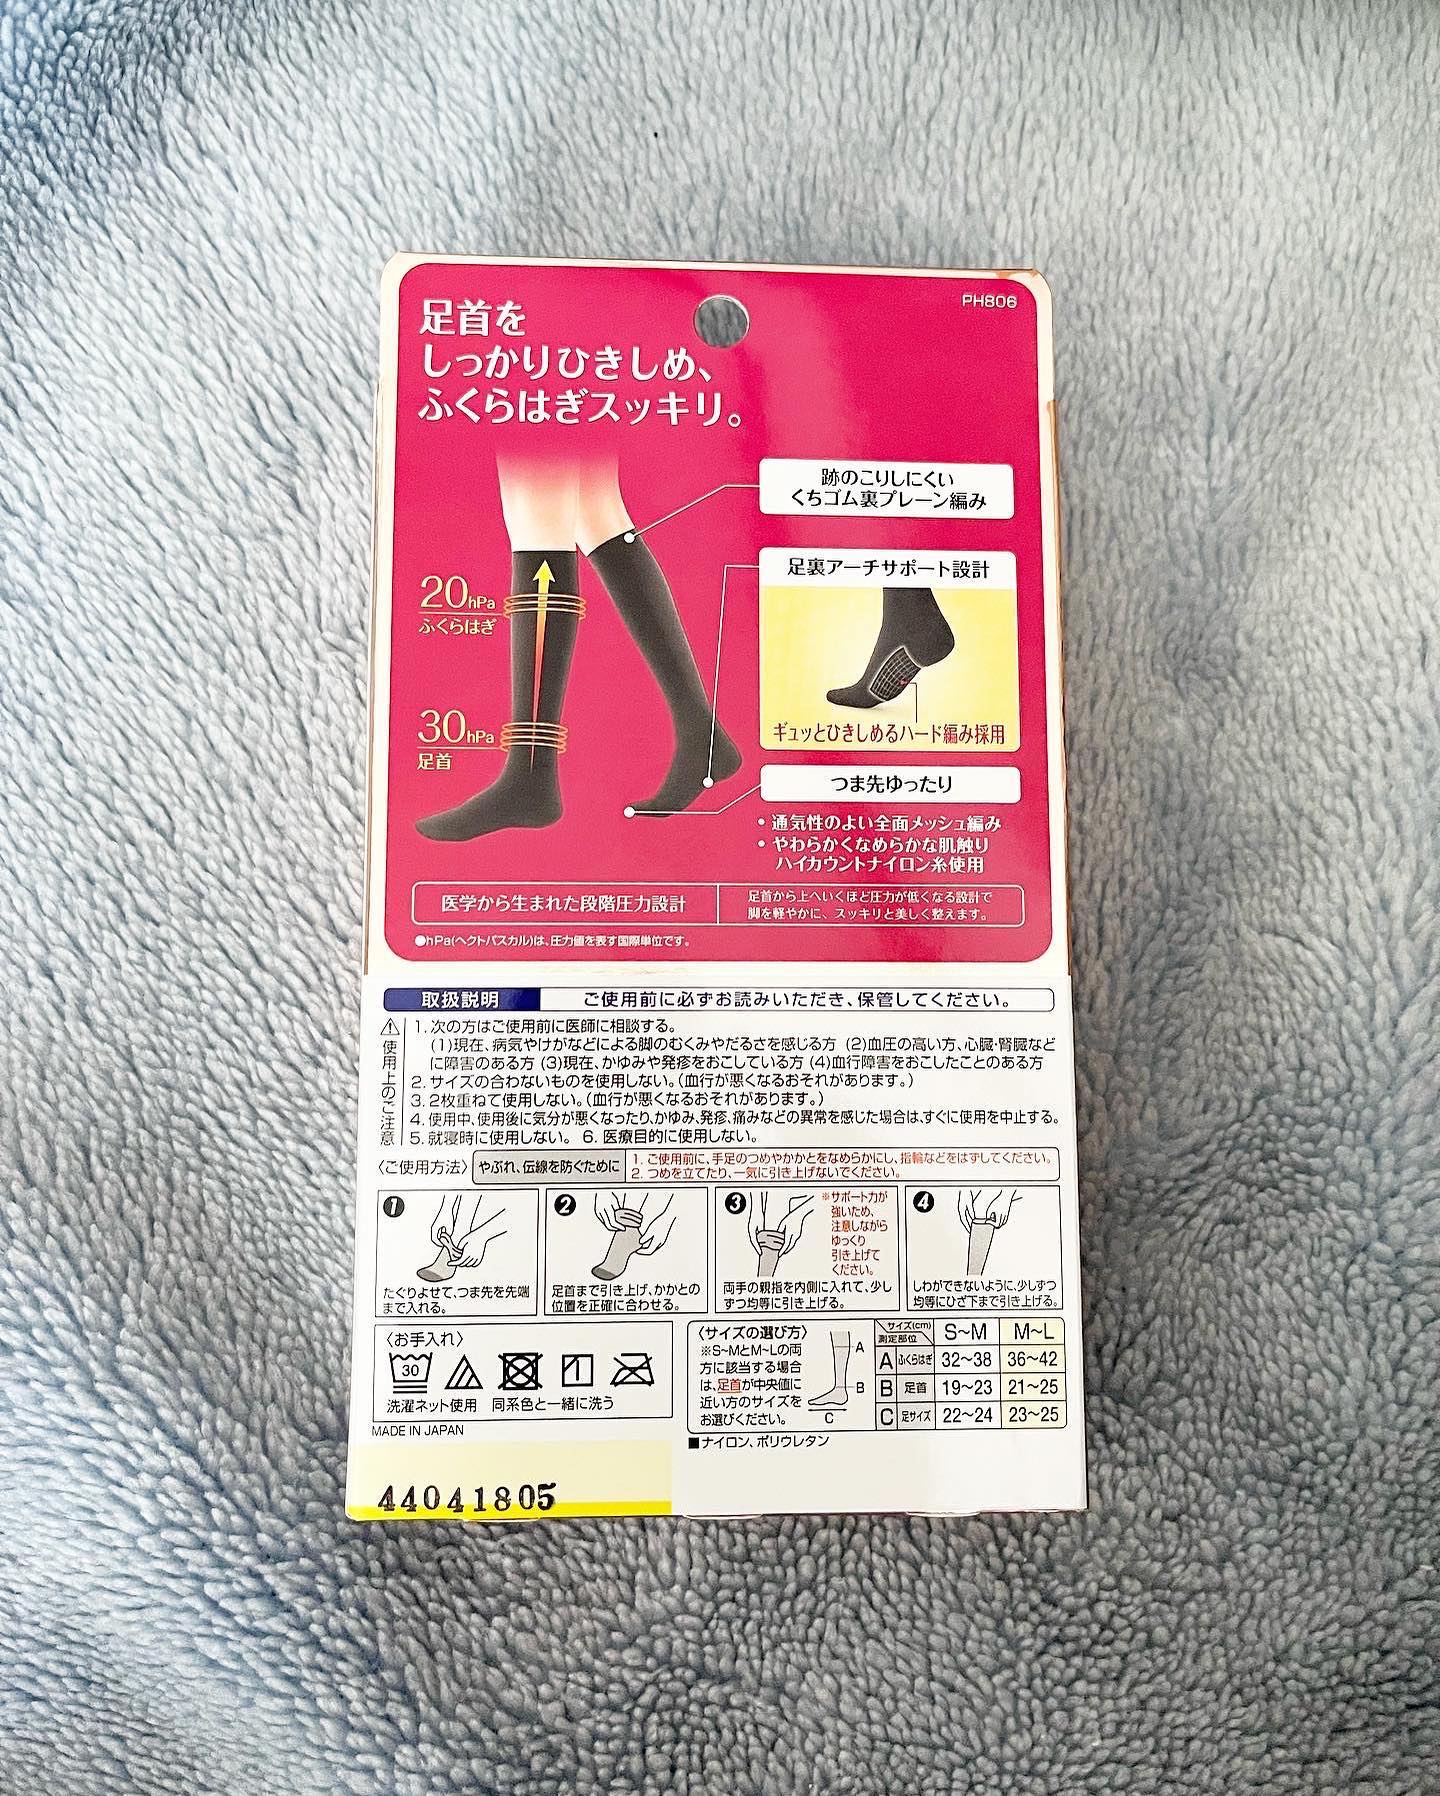 PH806
足首を
しっかりひきしめ、
ふくらはぎスッキリ。
跡のこりしにくい
くちゴム裏プレーン編み
足裏アーチサポート設計
ギュッとひきしめるハード編み採用
20hPa
ふくらはぎ
30hPa
足首
つま先ゆったり
・通気性のよい全面メッシュ編み
・やわらかくなめらかな肌触り
ハイカウントナイロン糸使用
医学から生まれた段階圧力設計
足首から上へいくほど圧力が低くなる設計で
脚を軽やかに、スッキリと美しく整えます。
●hPa(ヘクトパスカル)は、圧力値を表す国際単位です。
取扱説明 ご使用前に必ずお読みいただき、保管してください。
使用上のご注意
1. 次の方はご使用前に医師に相談する。
(1)現在、病気やけがなどによる脚のむくみやだるさを感じる方 (2)血圧の高い方、心臓・腎臓など
に障害のある方 (3)現在、かゆみや発疹をおこしている方 (4)血行障害をおこしたことのある方
2. サイズの合わないものを使用しない。(血行が悪くなるおそれがあります。)
3. 2枚重ねて使用しない。(血行が悪くなるおそれがあります。)
4. 使用中、使用後に気分が悪くなったり、かゆみ、発疹、痛みなどの異常を感じた場合は、すぐに使用を中止する。
5. 就寝時に使用しない。 6. 医療目的に使用しない。
〈ご使用方法〉 やぶれ、伝線を防ぐために
1. ご使用前に、手足のつめやかかとをなめらかにし、指輪などをはずしてください。
2. つめを立てたり、一気に引き上げないでください。
1
たぐりよせて、つま先を先端
まで入れる。
2
足首まで引き上げ、かかとの
位置を正確に合わせる。
3
※サポート力が
強いため、
注意しながら
ゆっくり
引き上げて
ください。
両手の親指を内側に入れて、少し
ずつ均等に引き上げる。
4
しわができないように、少しずつ
均等にひざ下まで引き上げる。
〈お手入れ〉
30
洗濯ネット使用 同系色と一緒に洗う
MADE IN JAPAN
44041805
〈サイズの選び方〉
※S~MとM~Lの両
方に該当する場合
は、足首が中央値に
近い方のサイズを
お選びください。
A
B
C
サイズ(cm) 測定部位 S~M M~L
A ふくらはぎ 32~38 36~42
B 足首 19~23 21~25
C 足サイズ 22~24 23~25
■ナイロン、ポリウレタン